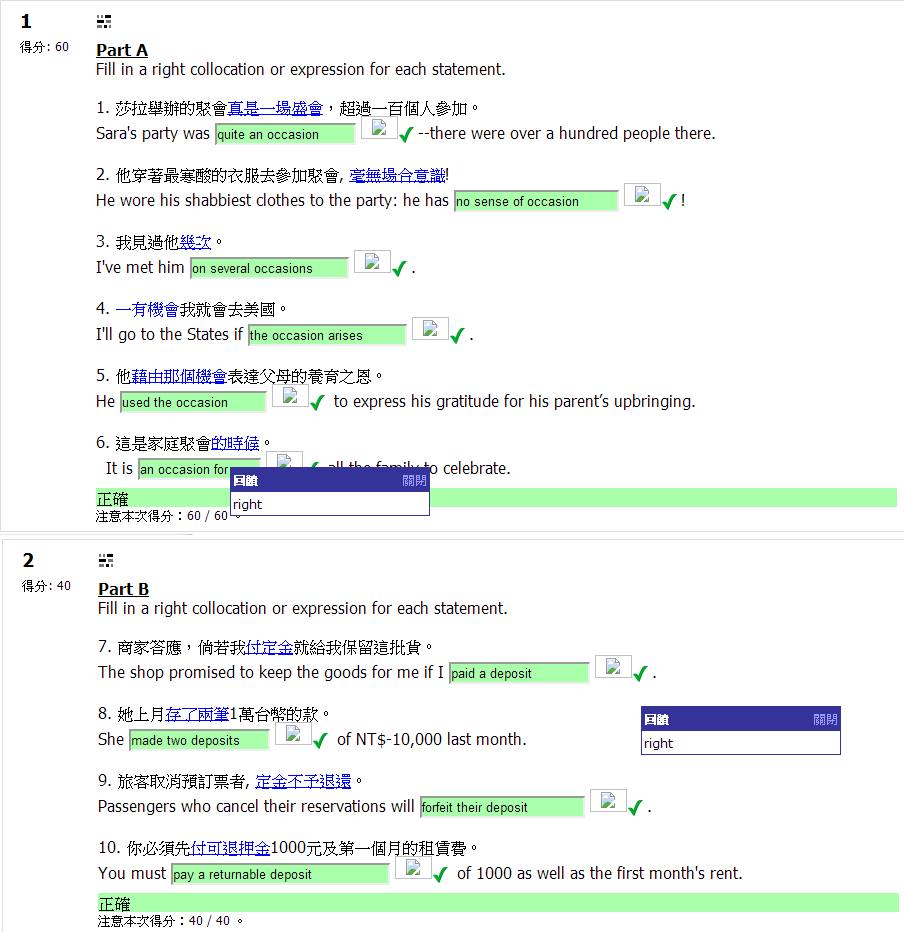 1
得分: 60
Part A
Fill in a right collocation or expression for each statement.
1. 莎拉舉辦的聚會真是一場盛會，超過一百個人參加。
Sara's party was quite an occasion --there were over a hundred people there.
2. 他穿著最寒酸的衣服去參加聚會, 毫無場合意識!
He wore his shabbiest clothes to the party: he has no sense of occasion !
3. 我見過他幾次。
I've met him on several occasions .
4. 一有機會我就會去美國。
I'll go to the States if the occasion arises .
5. 他藉由那個機會表達父母的養育之恩。
He used the occasion to express his gratitude for his parent’s upbringing.
6. 這是家庭聚會的時候。
It is an occasion for all the family to celebrate.
回饋 關閉
正確
right
注意本次得分：60 / 60 。
2
得分: 40
Part B
Fill in a right collocation or expression for each statement.
7. 商家答應，倘若我付定金就給我保留這批貨。
The shop promised to keep the goods for me if I paid a deposit .
8. 她上月存了兩筆1萬台幣的款。
She made two deposits of NT$-10,000 last month.
回饋 關閉
right
9. 旅客取消預訂票者, 定金不予退還。
Passengers who cancel their reservations will forfeit their deposit .
10. 你必須先付可退押金1000元及第一個月的租賃費。
You must pay a returnable deposit of 1000 as well as the first month's rent.
正確
注意本次得分：40 / 40 。